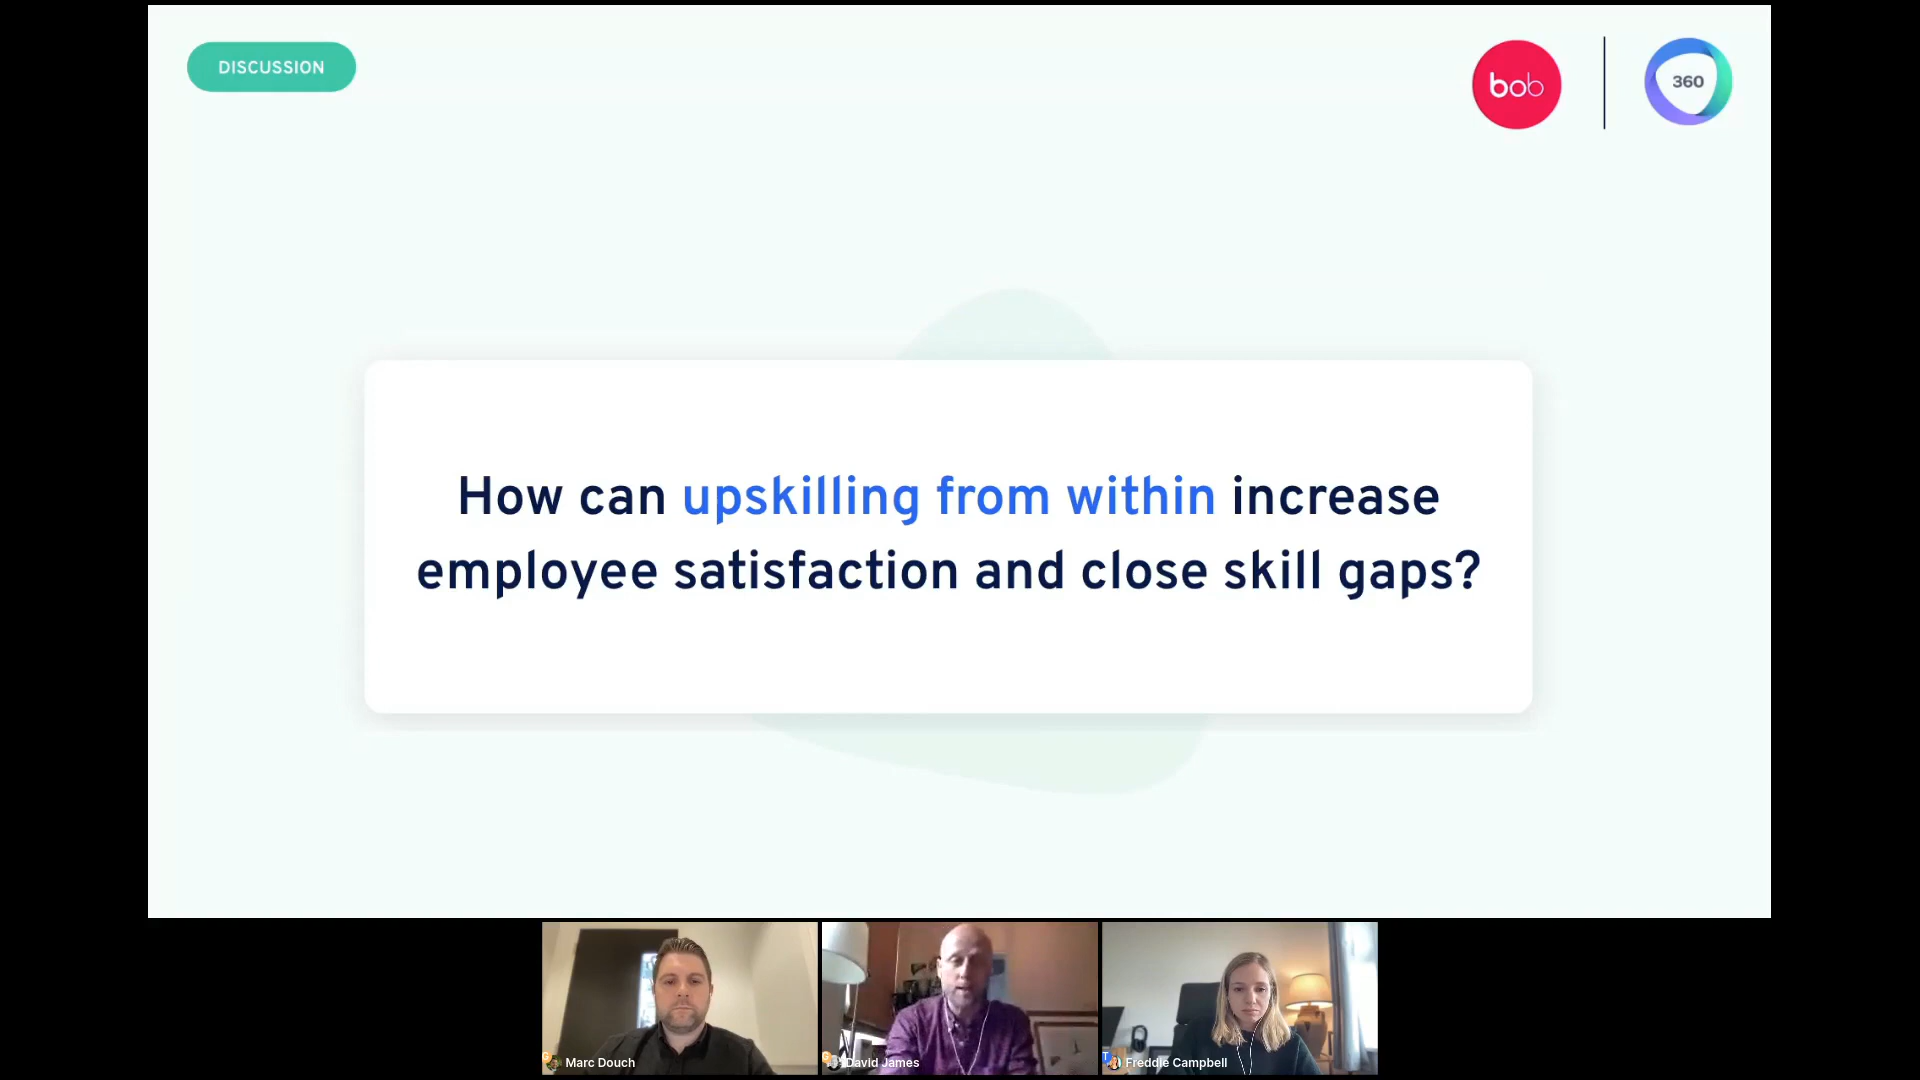 DISCUSSION
bob
360
How can upskilling from within increase
employee satisfaction and close skill gaps?
Marc Douch
David James
Freddie Campbell